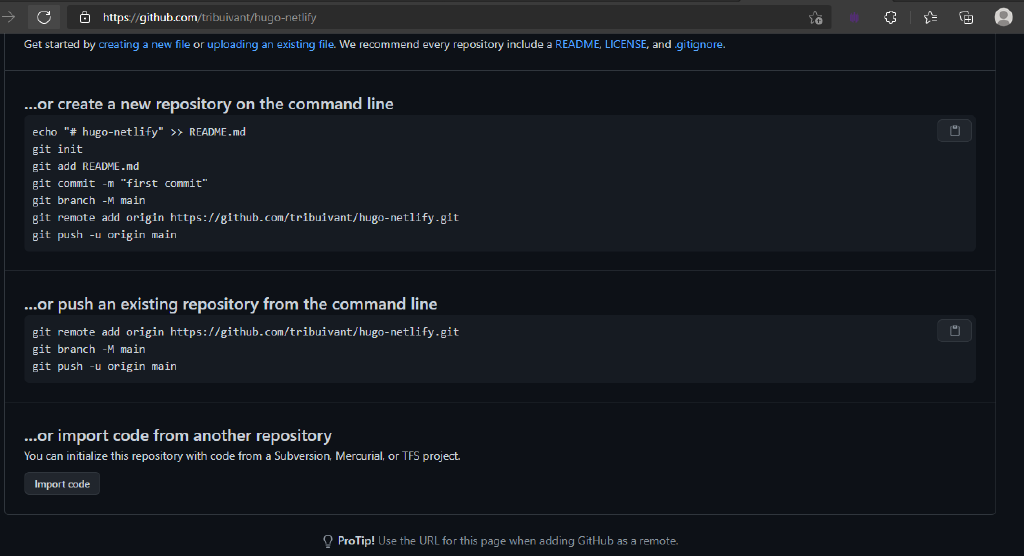 https://github.com/tribuivant/hugo-netlify
Get started by creating a new file or uploading an existing file. We recommend every repository include a README, LICENSE, and .gitignore.
...or create a new repository on the command line
echo "# hugo-netlify" >> README.md
git init
git add README.md
git commit -m "first commit"
git branch -M main
git remote add origin https://github.com/tribuivant/hugo-netlify.git
git push -u origin main
...or push an existing repository from the command line
git remote add origin https://github.com/tribuivant/hugo-netlify.git
git branch -M main
git push -u origin main
...or import code from another repository
You can initialize this repository with code from a Subversion, Mercurial, or TFS project.
Import code
ProTip! Use the URL for this page when adding GitHub as a remote.